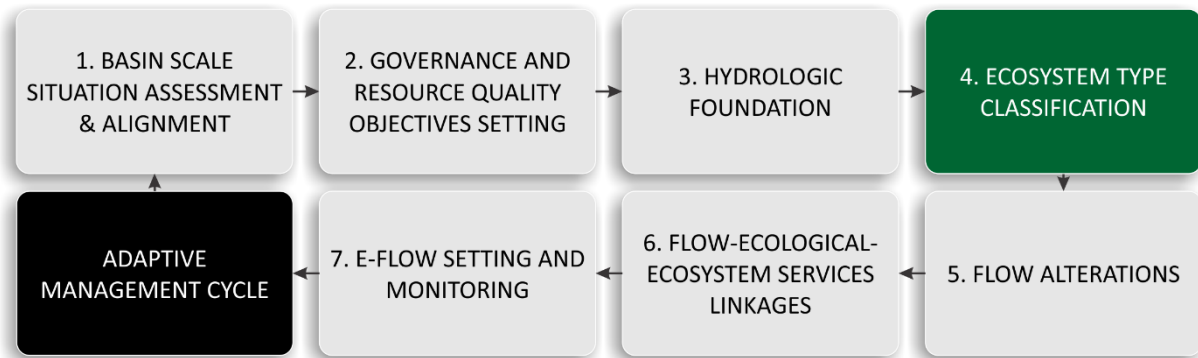 1. BASIN SCALE
SITUATION ASSESSMENT
& ALIGNMENT
2. GOVERNANCE AND
RESOURCE QUALITY
OBJECTIVES SETTING
3. HYDROLOGIC
FOUNDATION
4. ECOSYSTEM TYPE
CLASSIFICATION
5. FLOW ALTERATIONS
6. FLOW-ECOLOGICAL-
ECOSYSTEM SERVICES
LINKAGES
7. E-FLOW SETTING AND
MONITORING
ADAPTIVE
MANAGEMENT CYCLE